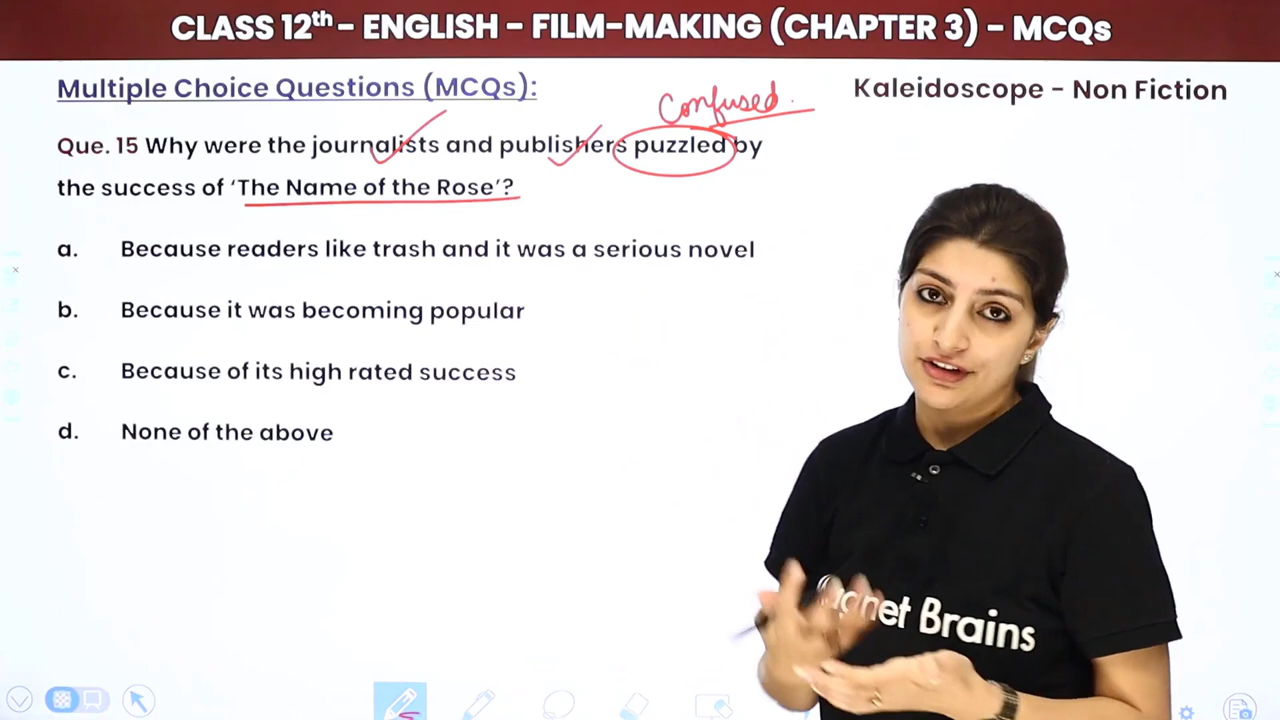 CLASS 12th - ENGLISH - FILM-MAKING (CHAPTER 3) - MCQs
Multiple Choice Questions (MCQs):
Kaleidoscope - Non Fiction
Confused.
Que. 15 Why were the journalists and publishers puzzled by
the success of 'The Name of the Rose'?
a. Because readers like trash and it was a serious novel
b. Because it was becoming popular
c. Because of its high rated success
d. None of the above
Brains